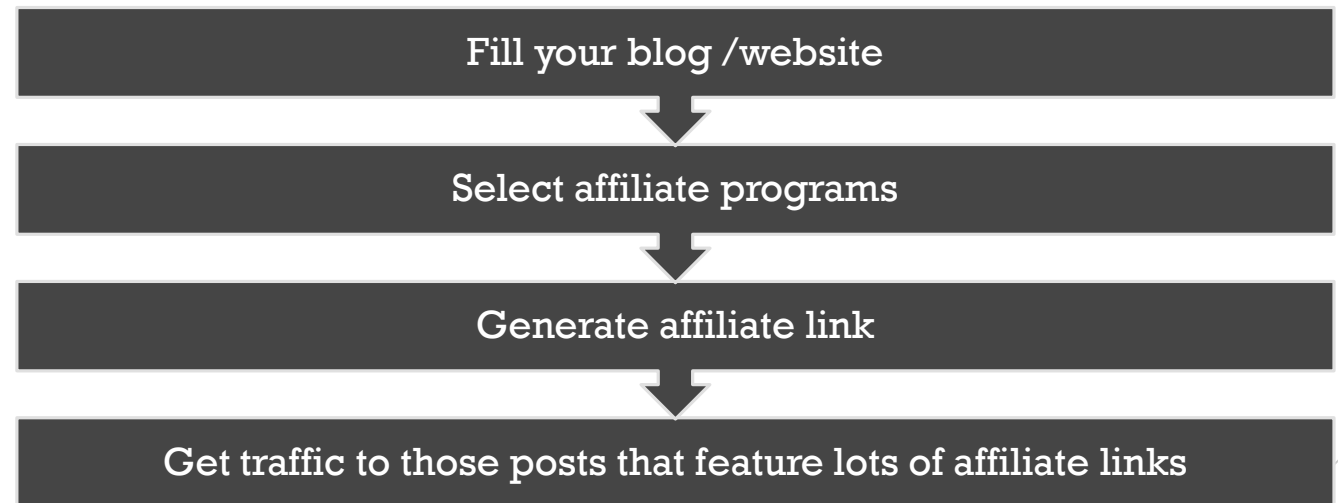 Fill your blog /website
Select affiliate programs
Generate affiliate link
Get traffic to those posts that feature lots of affiliate links